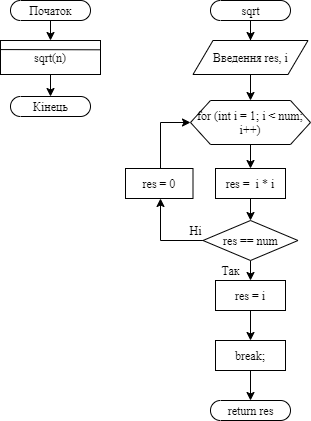 Початок
sqrt(n)
Кінець
sqrt
Введення res, i
for (int i = 1; i < num;
i++)
res = 0
res = i * i
Ні
res == num
Так
res = i
break;
return res